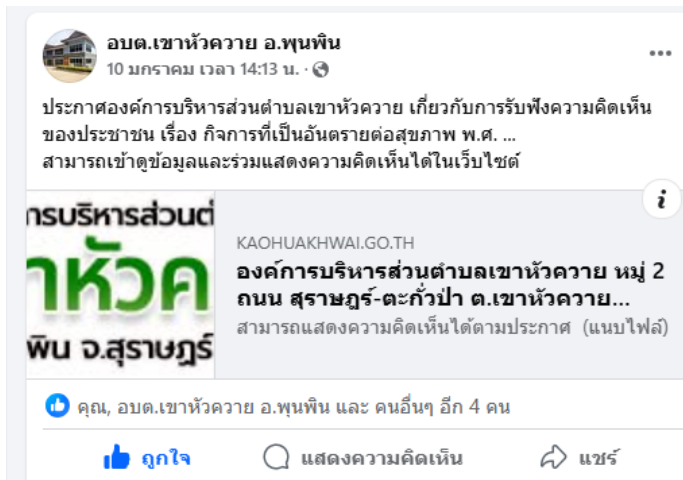 อบต.เขาหัวควาย อ.พุนพิน
10 มกราคม เวลา 14:13 น. ·
ประกาศองค์การบริหารส่วนตำบลเขาหัวควาย เกี่ยวกับการรับฟังความคิดเห็น
ของประชาชน เรื่อง กิจการที่เป็นอันตรายต่อสุขภาพ พ.ศ. ...
สามารถเข้าดูข้อมูลและร่วมแสดงความคิดเห็นได้ในเว็บไซต์
ารบริหารส่วนต่
าหัวค
พิน จ.สุราษฎร์
KAOHUAKHWAI.GO.TH
องค์การบริหารส่วนตำบลเขาหัวควาย หมู่ 2
ถนน สุราษฎร์-ตะกั่วป่า ต.เขาหัวควาย...
สามารถแสดงความคิดเห็นได้ตามประกาศ (แนบไฟล์)
คุณ, อบต.เขาหัวควาย อ.พุนพิน และ คนอื่นๆ อีก 4 คน
ถูกใจ แสดงความคิดเห็น แชร์